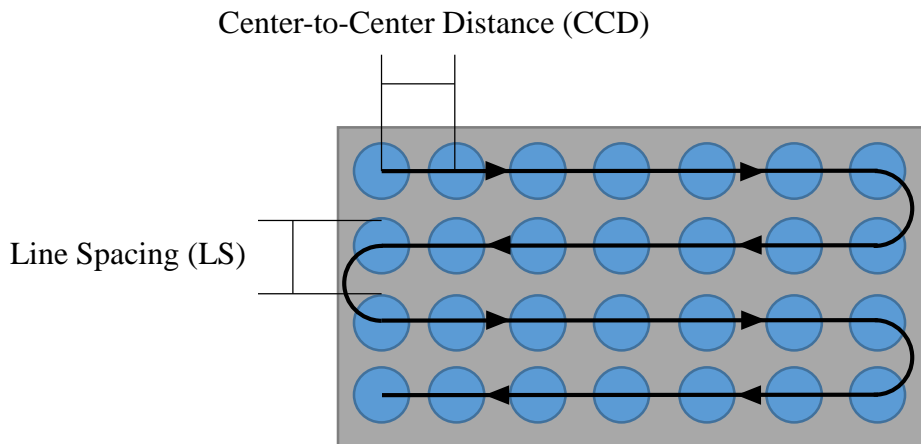 Center-to-Center Distance (CCD)
Line Spacing (LS)